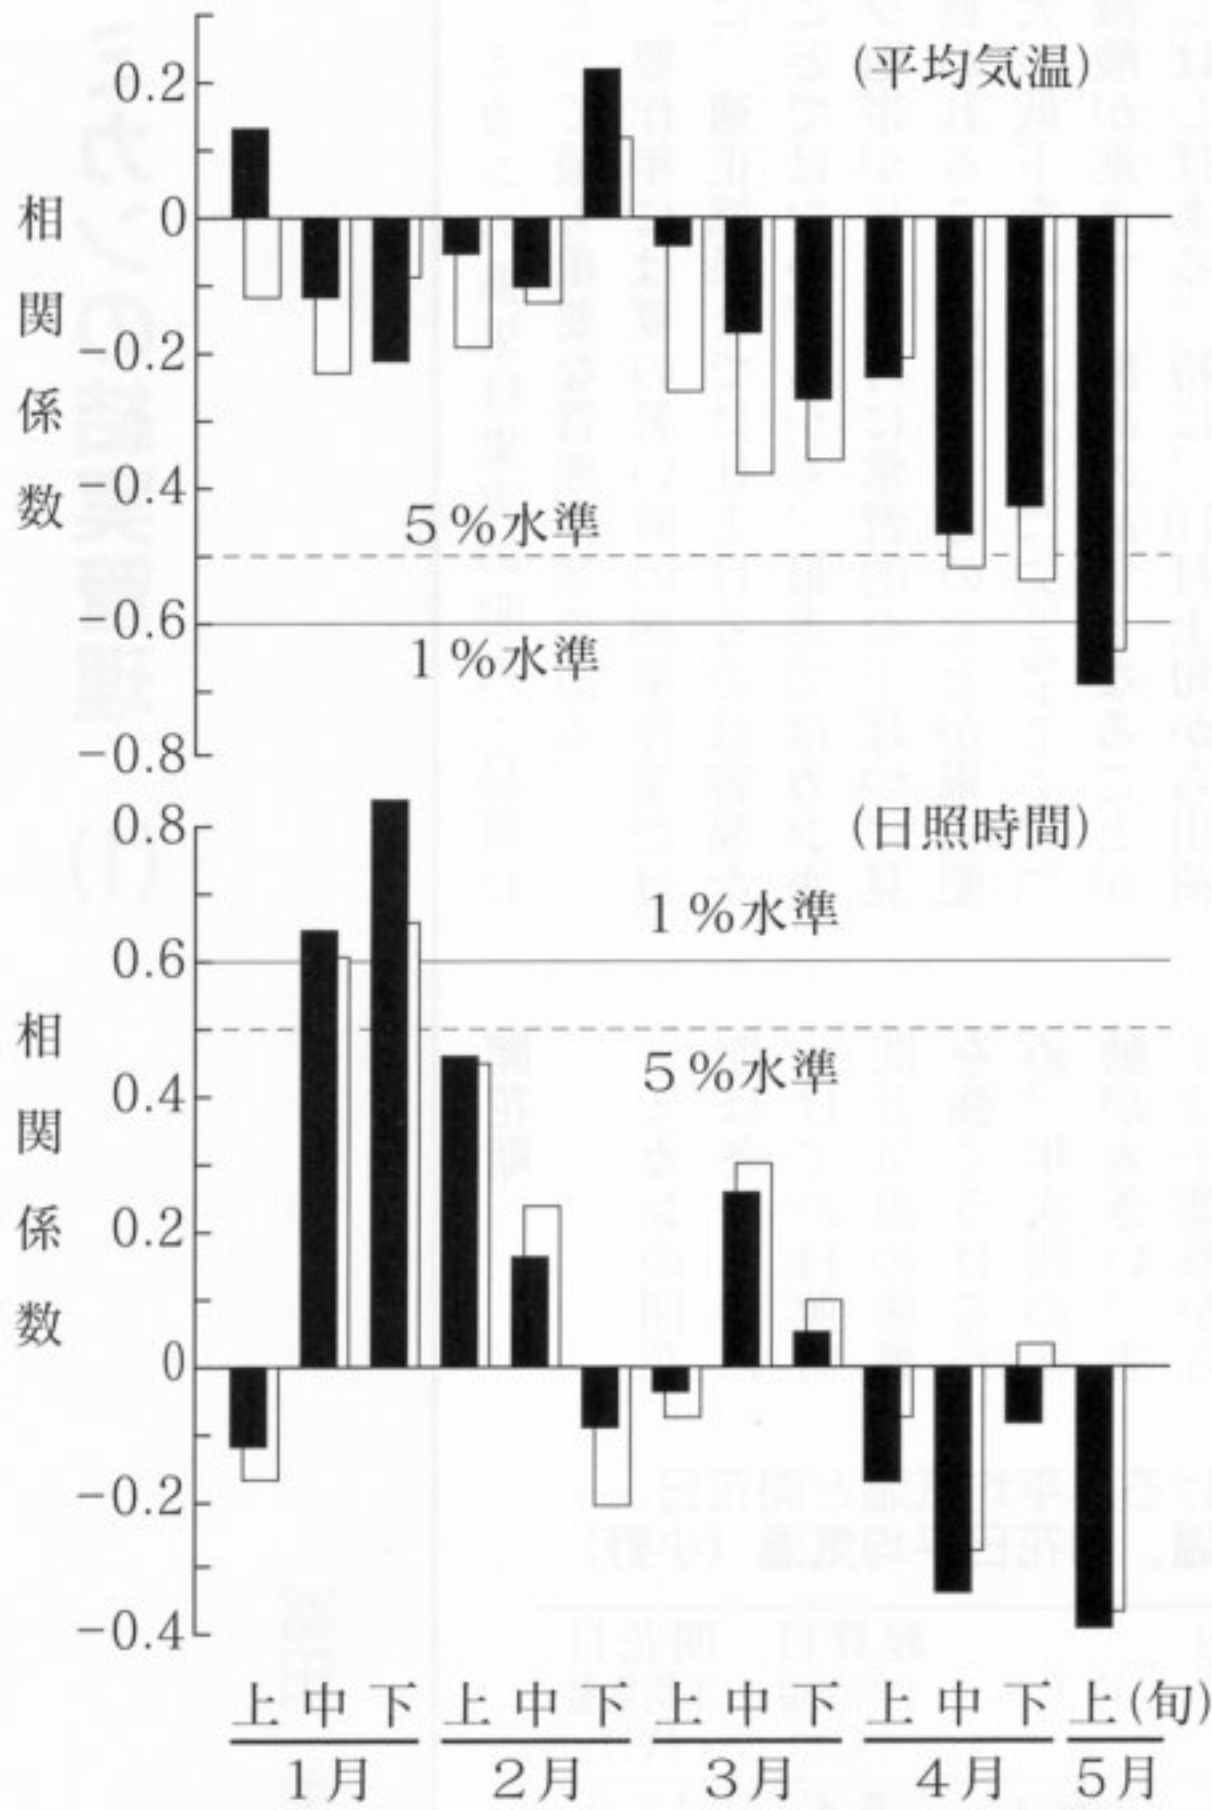 (平均気温)
0.2
0
−0.2
−0.4
−0.6
−0.8
相関係数
5%水準
1%水準
(日照時間)
0.8
0.6
0.4
0.2
0
−0.2
−0.4
相関係数
1%水準
5%水準
上 中 下 上 中 下 上 中 下 上 中 下 上(旬)
1月 2月 3月 4月 5月